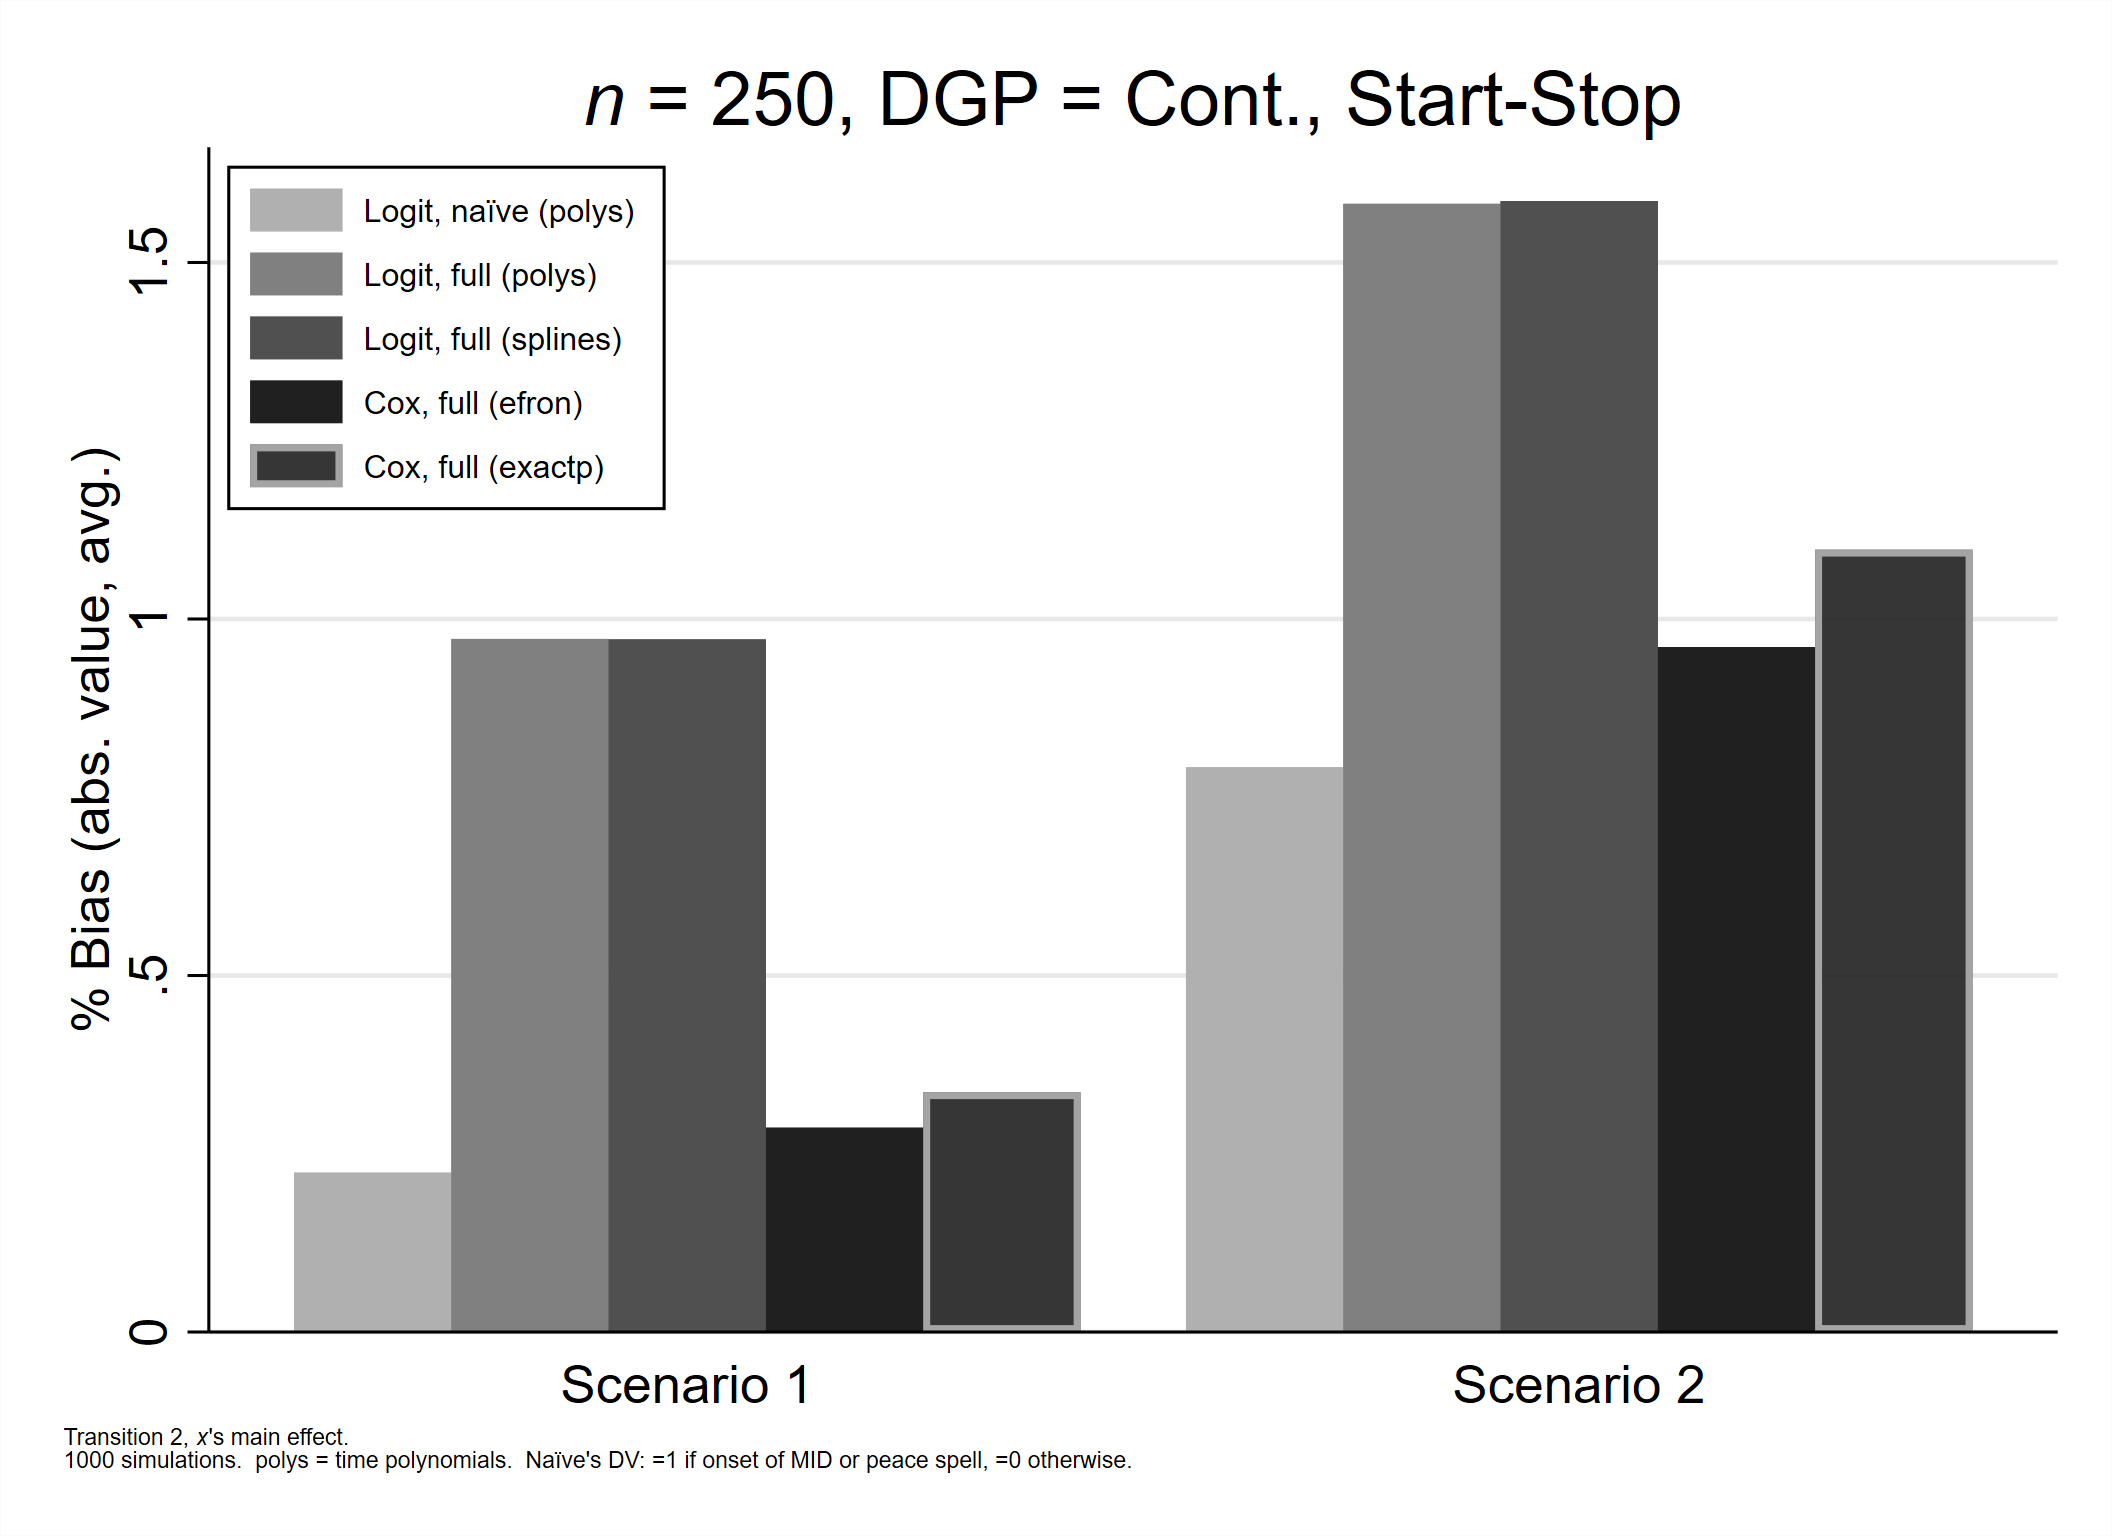 n = 250, DGP = Cont., Start-Stop
Logit, naïve (polys)
Logit, full (polys)
Logit, full (splines)
Cox, full (efron)
Cox, full (exactp)
% Bias (abs. value, avg.)
1.5
1
.5
0
Scenario 1
Scenario 2
Transition 2, x's main effect.
1000 simulations.  polys = time polynomials.  Naïve's DV: =1 if onset of MID or peace spell, =0 otherwise.